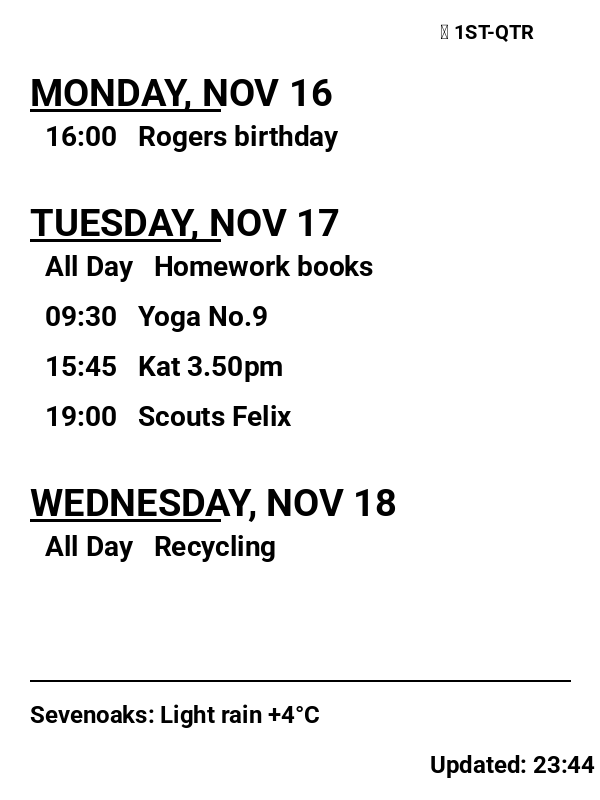 1ST-QTR
MONDAY, NOV 16
16:00 Rogers birthday
TUESDAY, NOV 17
All Day Homework books
09:30 Yoga No.9
15:45 Kat 3.50pm
19:00 Scouts Felix
WEDNESDAY, NOV 18
All Day Recycling
Sevenoaks: Light rain +4°C
Updated: 23:44